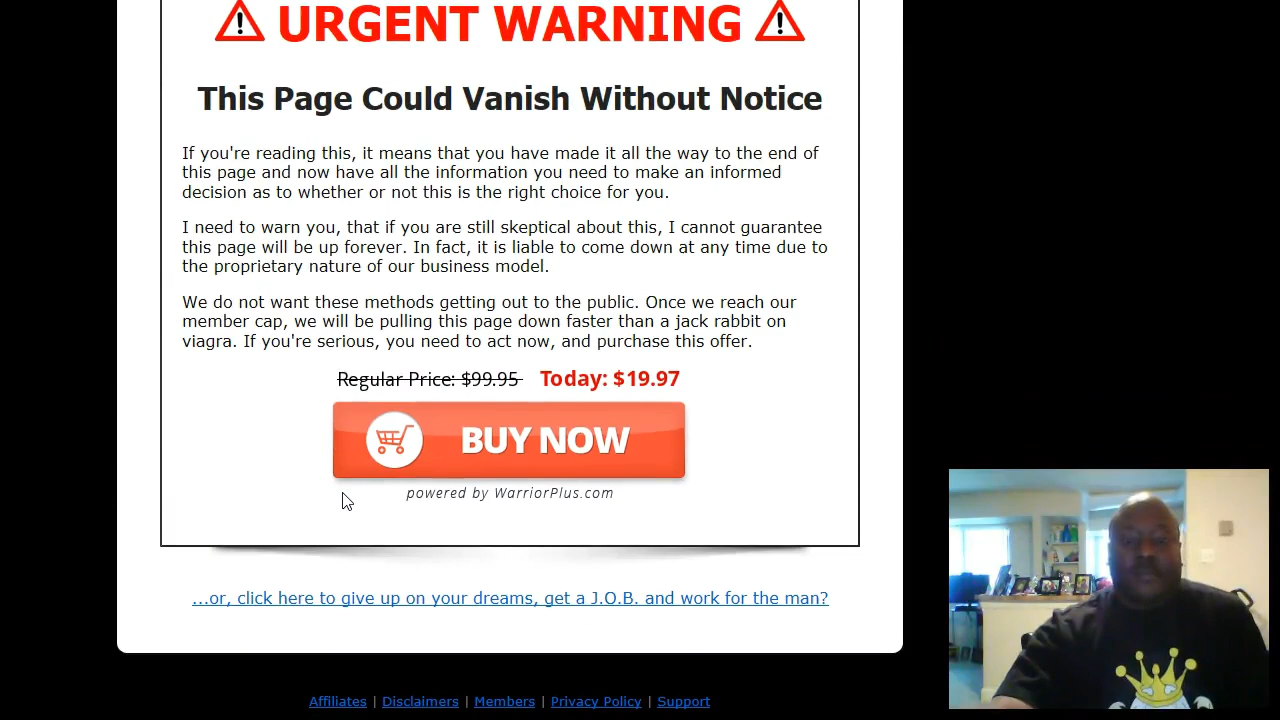 URGENT WARNING
This Page Could Vanish Without Notice
If you're reading this, it means that you have made it all the way to the end of
this page and now have all the information you need to make an informed
decision as to whether or not this is the right choice for you.
I need to warn you, that if you are still skeptical about this, I cannot guarantee
this page will be up forever. In fact, it is liable to come down at any time due to
the proprietary nature of our business model.
We do not want these methods getting out to the public. Once we reach our
member cap, we will be pulling this page down faster than a jack rabbit on
viagra. If you're serious, you need to act now, and purchase this offer.
Regular Price: $99.95 Today: $19.97
BUY NOW
powered by WarriorPlus.com
...or, click here to give up on your dreams, get a J.O.B. and work for the man?
Affiliates | Disclaimers | Members | Privacy Policy | Support